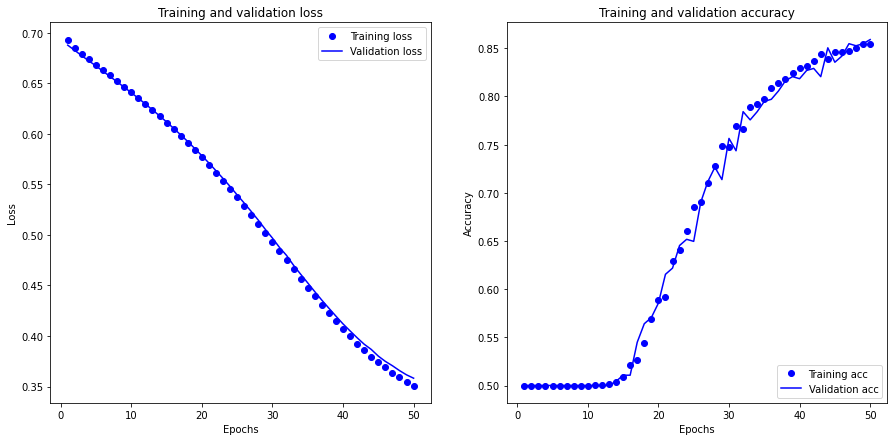 Training and validation loss
0.70
0.65
0.60
0.55
0.50
0.45
0.40
0.35
Loss
0
10
20
30
40
50
Epochs
Training loss
Validation loss
Training and validation accuracy
0.85
0.80
0.75
0.70
0.65
0.60
0.55
0.50
Accuracy
0
10
20
30
40
50
Epochs
Training acc
Validation acc